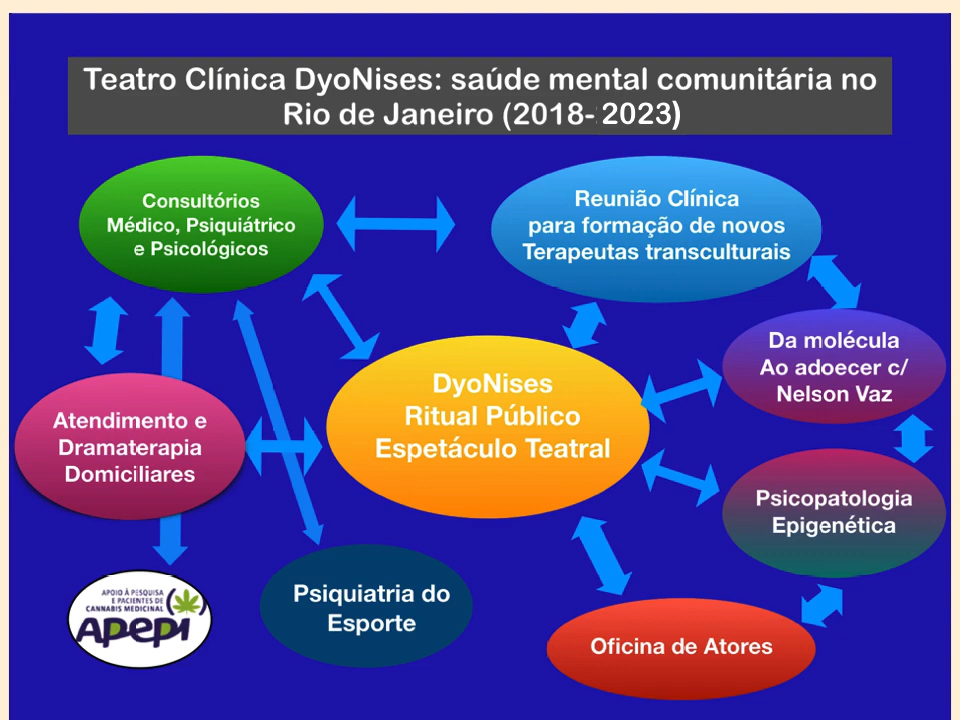 Teatro Clínica DyoNises: saúde mental comunitária no
Rio de Janeiro (2018- 2023)
Consultórios
Médico, Psiquiátrico
e Psicológicos
Reunião Clínica
para formação de novos
Terapeutas transculturais
Da molécula
Ao adoecer c/
Nelson Vaz
DyoNises
Ritual Público
Espetáculo Teatral
Atendimento e
Dramaterapia
Domiciliares
Psicopatologia
Epigenética
APOIO À PESQUISA
E PACIENTES DE
CANNABIS MEDICINAL
APEPI
Psiquiatria do
Esporte
Oficina de Atores